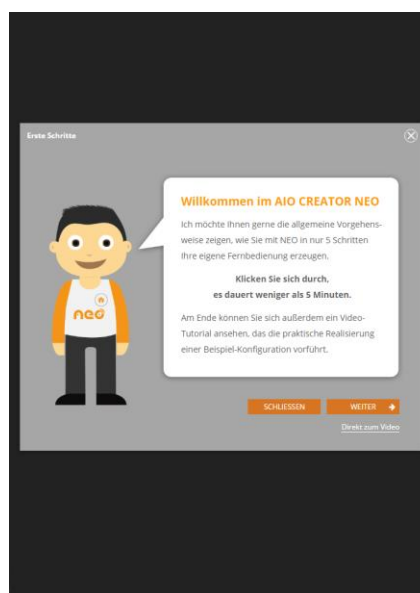 Erste Schritte
Willkommen im AIO CREATOR NEO
Ich möchte Ihnen gerne die allgemeine Vorgehens-
weise zeigen, wie Sie mit NEO in nur 5 Schritten
Ihre eigene Fernbedienung erzeugen.
Klicken Sie sich durch,
es dauert weniger als 5 Minuten.
Am Ende können Sie sich außerdem ein Video-
Tutorial ansehen, das die praktische Realisierung
einer Beispiel-Konfiguration vorführt.
neo
SCHLIESSEN
WEITER
Direkt zum Video